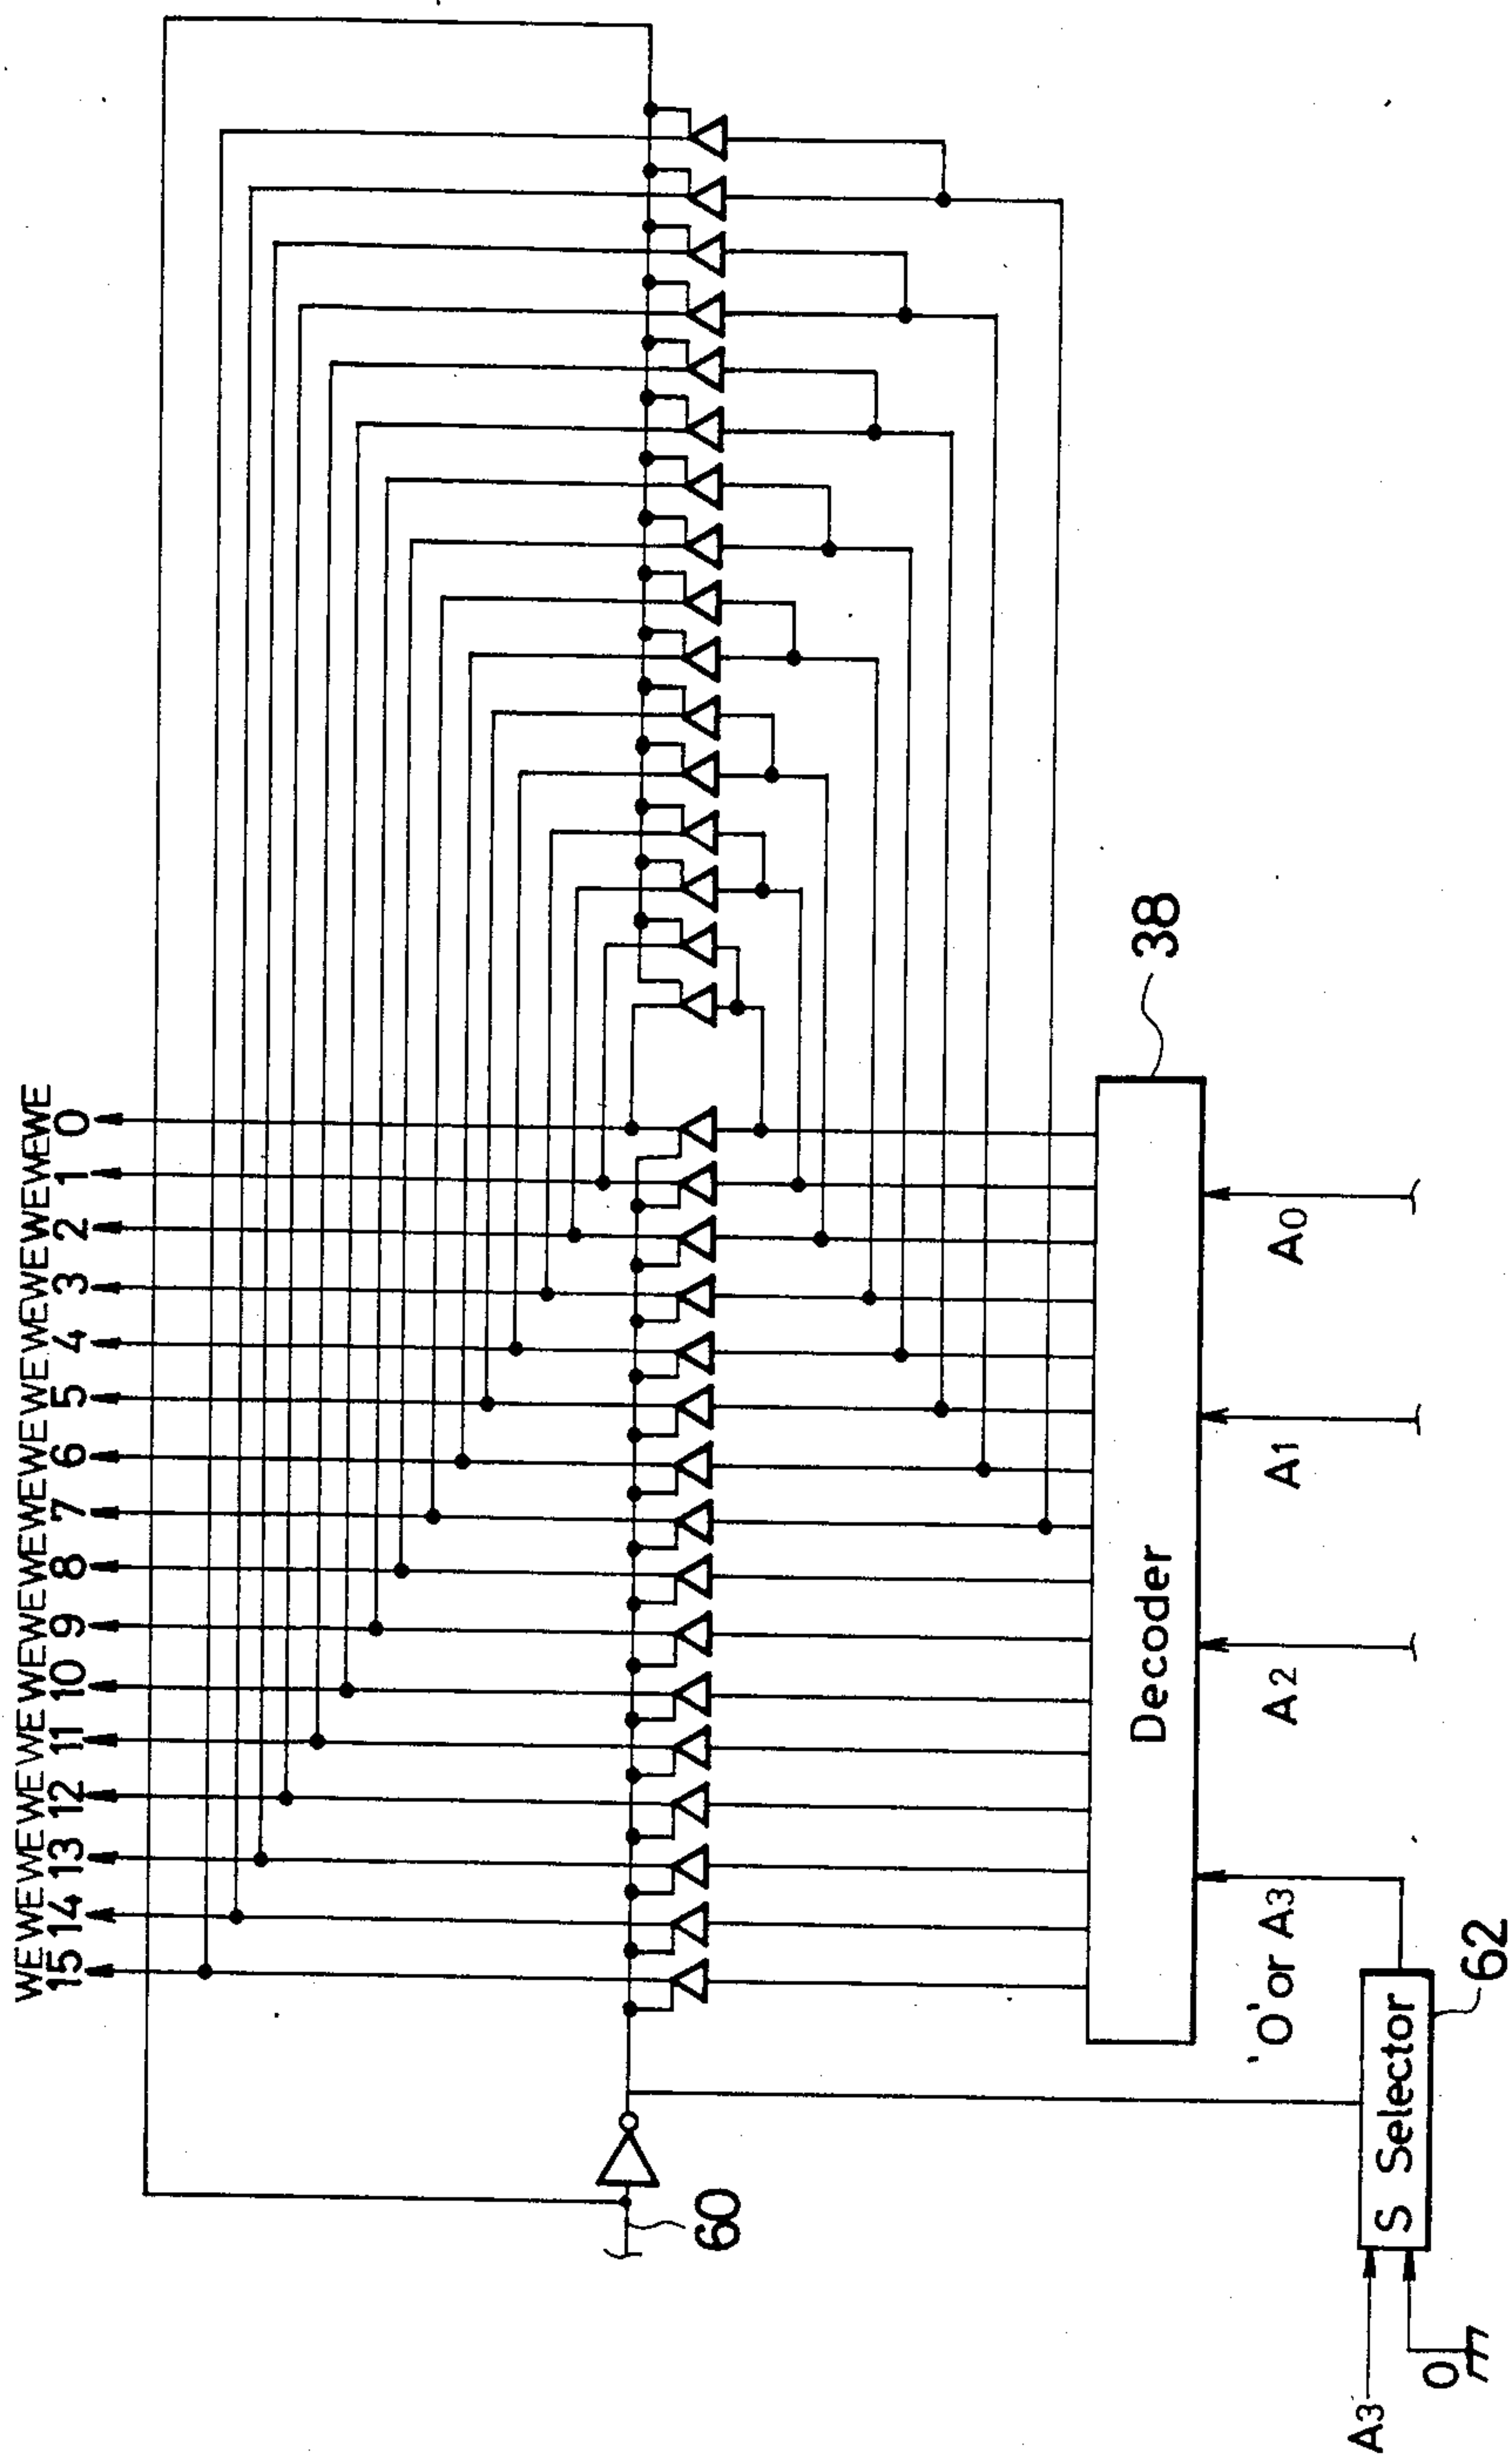 WE WE WE WE WE WE WE WE WE WE WE WE WE WE WE WE
15 14 13 12 11 10 9 8 7 6 5 4 3 2 1 0
60
38
Decoder
'0' or A3
A2
A1
A0
S Selector
62
A3
0